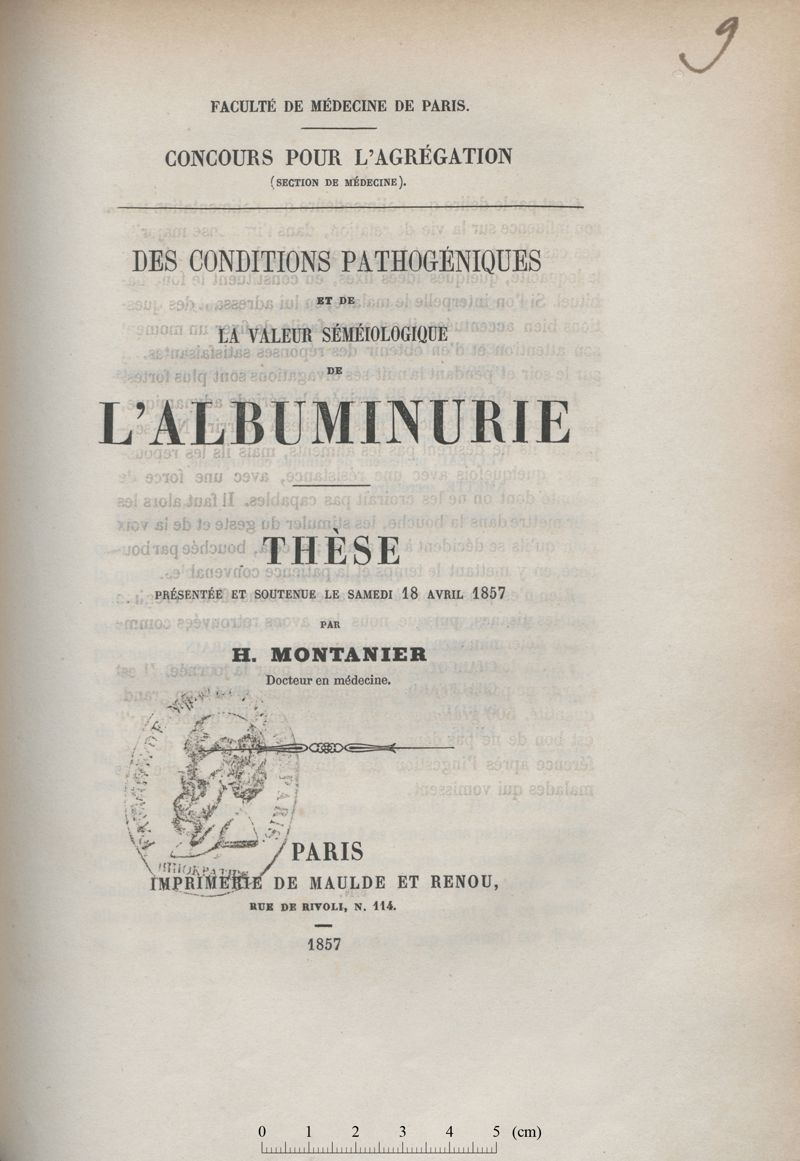 9
FACULTÉ DE MÉDECINE DE PARIS.
CONCOURS POUR L'AGRÉGATION
(SECTION DE MÉDECINE).
DES CONDITIONS PATHOGÉNIQUES
ET DE
LA VALEUR SÉMÉIOLOGIQUE
DE
L'ALBUMINURIE
THÈSE
PRÉSENTÉE ET SOUTENUE LE SAMEDI 18 AVRIL 1857
PAR
H. MONTANIER
Docteur en médecine.
PARIS
IMPRIMERIE DE MAULDE ET RENOU,
RUE DE RIVOLI, N. 114.
1857
0 1 2 3 4 5 (cm)